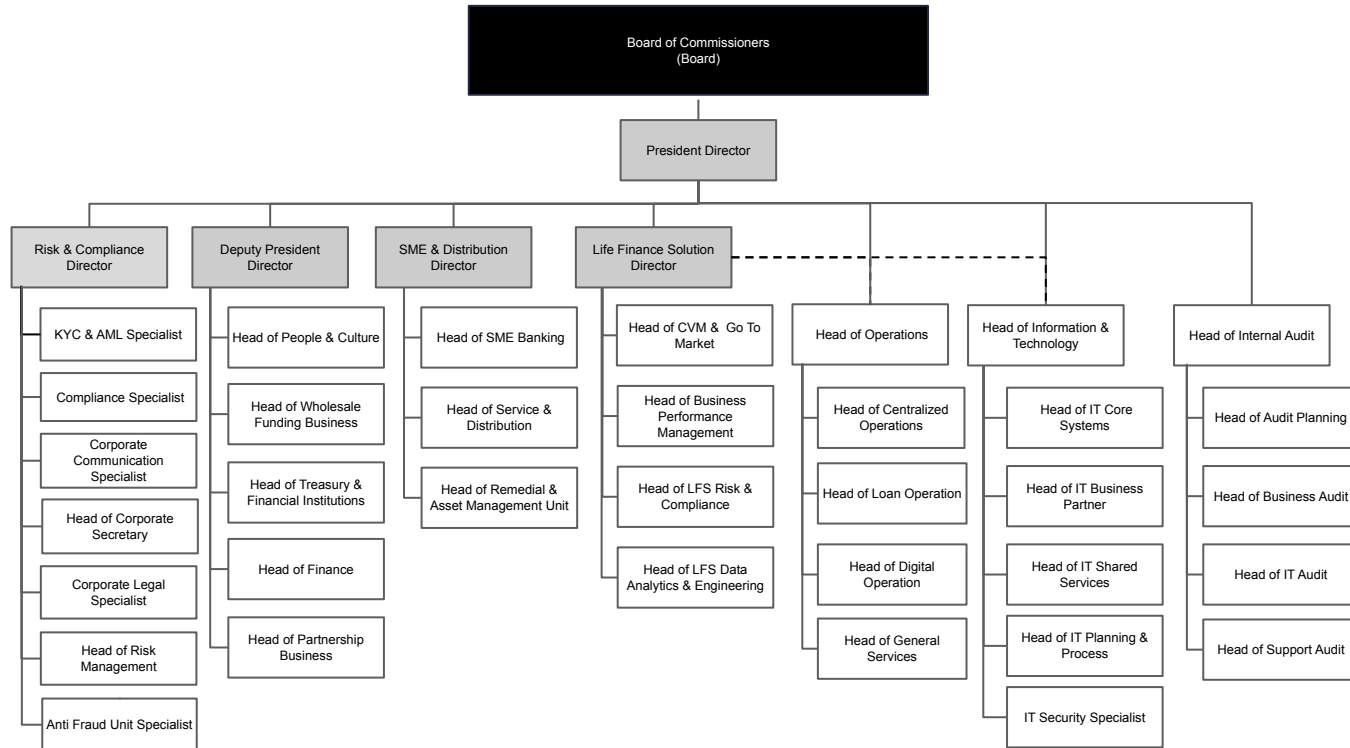 Board of Commissioners
(Board)
President Director
Risk & Compliance
Director
Deputy President
Director
SME & Distribution
Director
Life Finance Solution
Director
KYC & AML Specialist
Compliance Specialist
Corporate
Communication
Specialist
Head of Corporate
Secretary
Corporate Legal
Specialist
Head of Risk
Management
Anti Fraud Unit Specialist
Head of People & Culture
Head of Wholesale
Funding Business
Head of Treasury &
Financial Institutions
Head of Finance
Head of Partnership
Business
Head of SME Banking
Head of Service &
Distribution
Head of Remedial &
Asset Management Unit
Head of CVM & Go To
Market
Head of Business
Performance
Management
Head of LFS Risk &
Compliance
Head of LFS Data
Analytics & Engineering
Head of Operations
Head of Centralized
Operations
Head of Loan Operation
Head of Digital
Operation
Head of General
Services
Head of Information &
Technology
Head of IT Core
Systems
Head of IT Business
Partner
Head of IT Shared
Services
Head of IT Planning &
Process
IT Security Specialist
Head of Internal Audit
Head of Audit Planning
Head of Business Audit
Head of IT Audit
Head of Support Audit